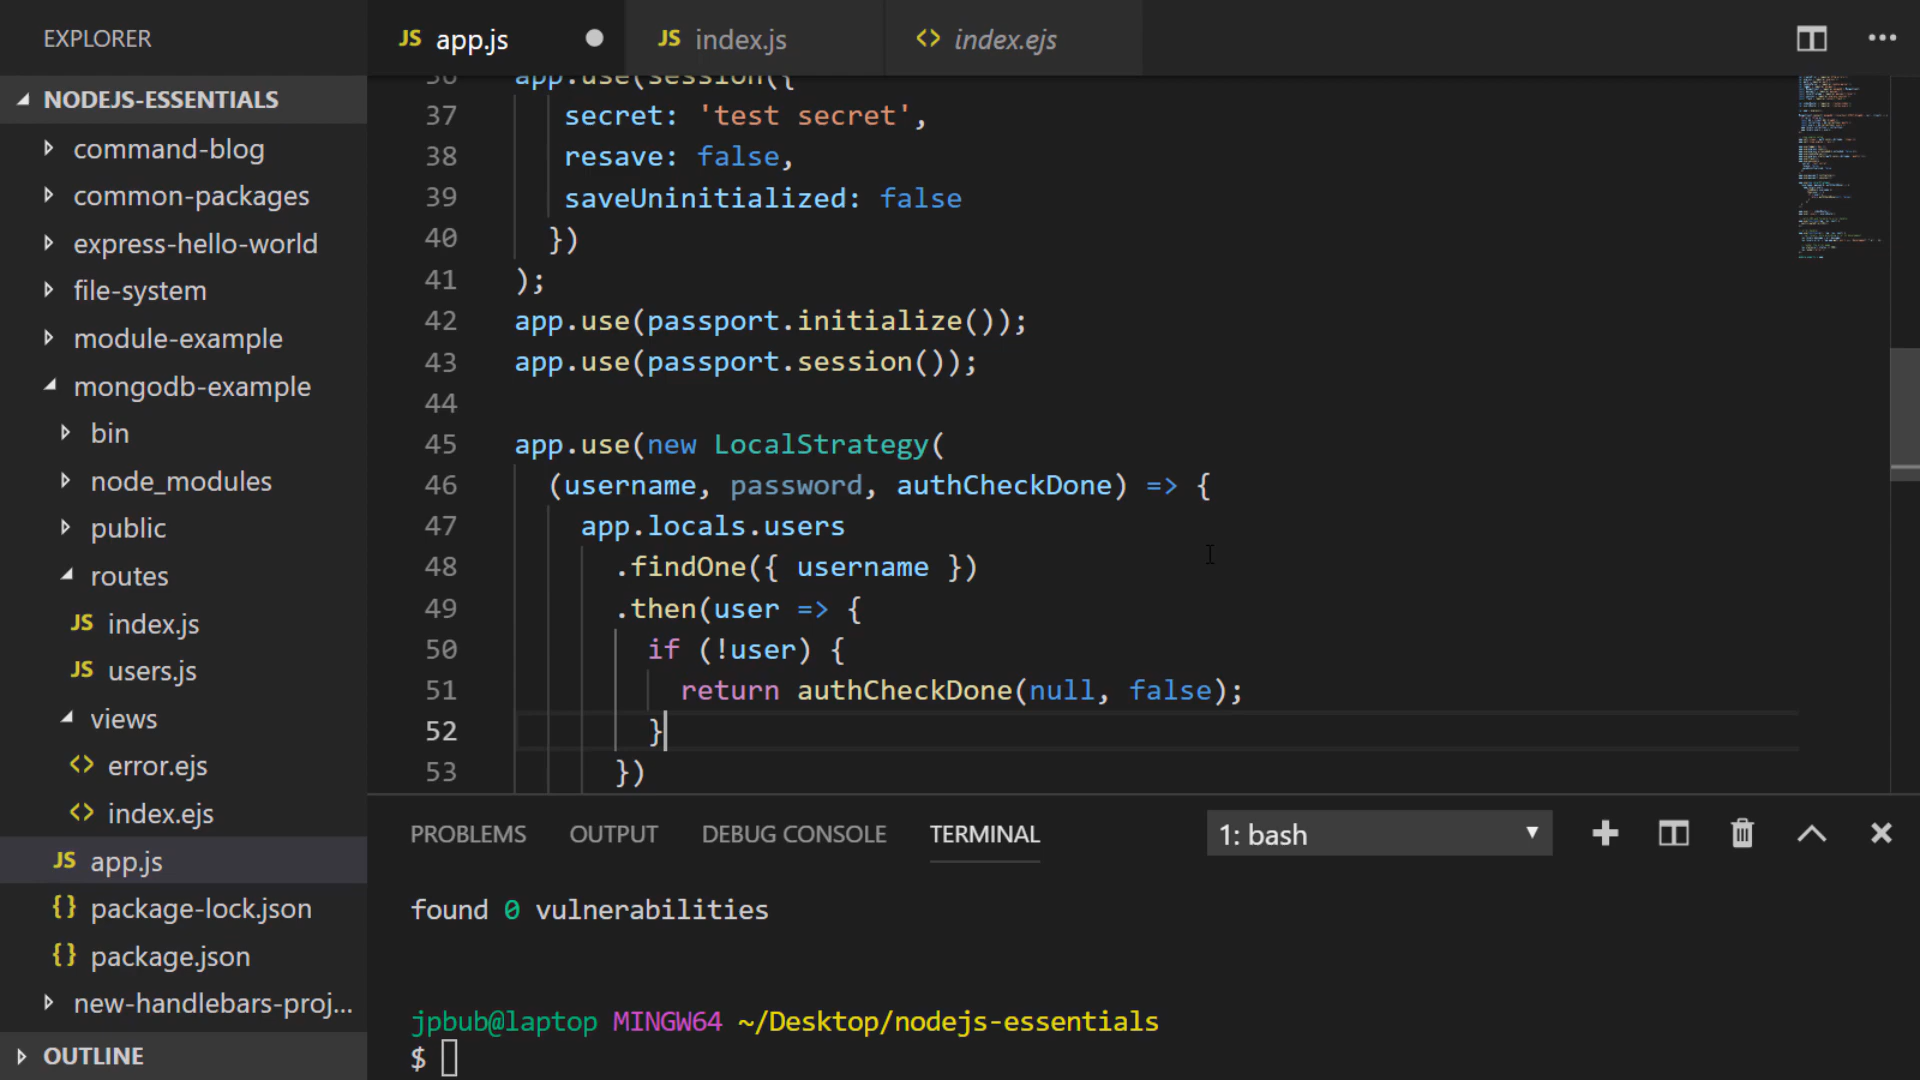 EXPLORER
NODEJS-ESSENTIALS
command-blog
common-packages
express-hello-world
file-system
module-example
mongodb-example
bin
node_modules
public
routes
JS index.js
JS users.js
views
<> error.ejs
<> index.ejs
JS app.js
{} package-lock.json
{} package.json
new-handlebars-proj...
OUTLINE
JS app.js
JS index.js
<> index.ejs
36 app.use(session({
37 secret: 'test secret',
38 resave: false,
39 saveUninitialized: false
40 })
41 );
42 app.use(passport.initialize());
43 app.use(passport.session());
44
45 app.use(new LocalStrategy(
46 (username, password, authCheckDone) => {
47 app.locals.users
48 .findOne({ username })
49 .then(user => {
50 if (!user) {
51 return authCheckDone(null, false);
52 }
53 })
PROBLEMS OUTPUT DEBUG CONSOLE TERMINAL 1: bash
found 0 vulnerabilities
jpbub@laptop MINGW64 ~/Desktop/nodejs-essentials
$